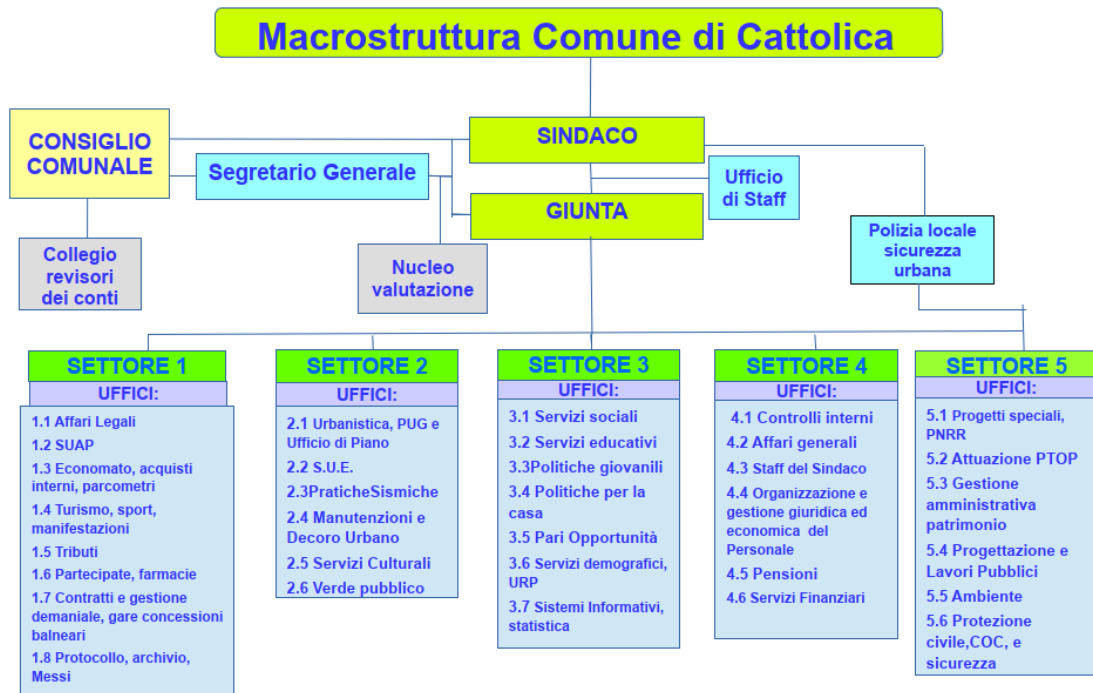 Macrostruttura Comune di Cattolica
CONSIGLIO
COMUNALE
SINDACO
Segretario Generale
Ufficio
di Staff
GIUNTA
Polizia locale
sicurezza
urbana
Collegio
revisori
dei conti
Nucleo
valutazione
SETTORE 1
UFFICI:
1.1 Affari Legali
1.2 SUAP
1.3 Economato, acquisti
interni, parcometri
1.4 Turismo, sport,
manifestazioni
1.5 Tributi
1.6 Partecipate, farmacie
1.7 Contratti e gestione
demaniale, gare concessioni
balneari
1.8 Protocollo, archivio,
Messi
SETTORE 2
UFFICI:
2.1 Urbanistica, PUG e
Ufficio di Piano
2.2 S.U.E.
2.3PraticheSismiche
2.4 Manutenzioni e
Decoro Urbano
2.5 Servizi Culturali
2.6 Verde pubblico
SETTORE 3
UFFICI:
3.1 Servizi sociali
3.2 Servizi educativi
3.3Politiche giovanili
3.4 Politiche per la
casa
3.5 Pari Opportunità
3.6 Servizi demografici,
URP
3.7 Sistemi Informativi,
statistica
SETTORE 4
UFFICI:
4.1 Controlli interni
4.2 Affari generali
4.3 Staff del Sindaco
4.4 Organizzazione e
gestione giuridica ed
economica del
Personale
4.5 Pensioni
4.6 Servizi Finanziari
SETTORE 5
UFFICI:
5.1 Progetti speciali,
PNRR
5.2 Attuazione PTOP
5.3 Gestione
amministrativa
patrimonio
5.4 Progettazione e
Lavori Pubblici
5.5 Ambiente
5.6 Protezione
civile,COC, e
sicurezza